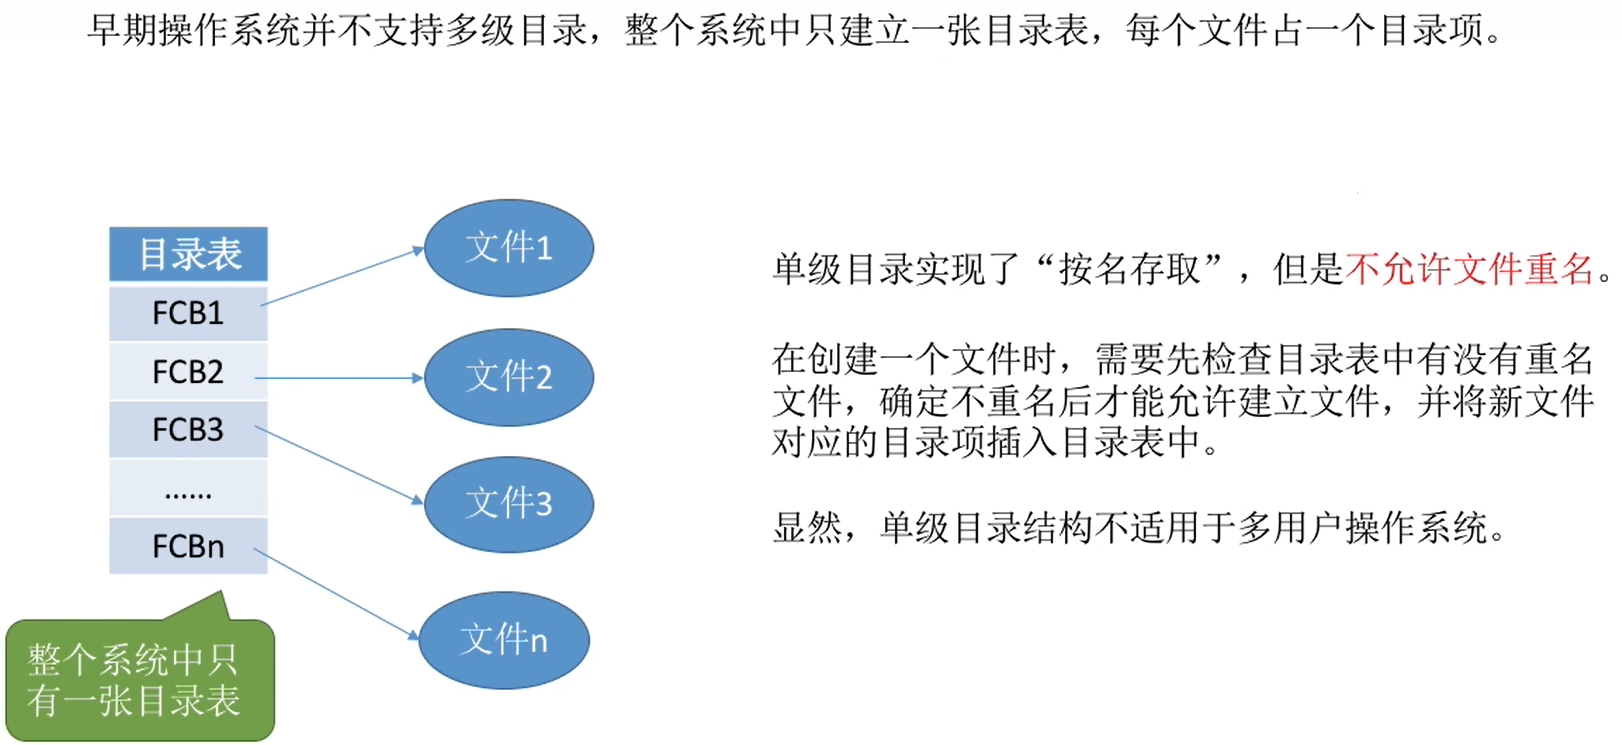 早期操作系统并不支持多级目录，整个系统中只建立一张目录表，每个文件占一个目录项。
目录表
FCB1
FCB2
FCB3
......
FCBn
文件1
文件2
文件3
文件n
整个系统中只
有一张目录表
单级目录实现了“按名存取”，但是不允许文件重名。
在创建一个文件时，需要先检查目录表中有没有重名
文件，确定不重名后才能允许建立文件，并将新文件
对应的目录项插入目录表中。
显然，单级目录结构不适用于多用户操作系统。